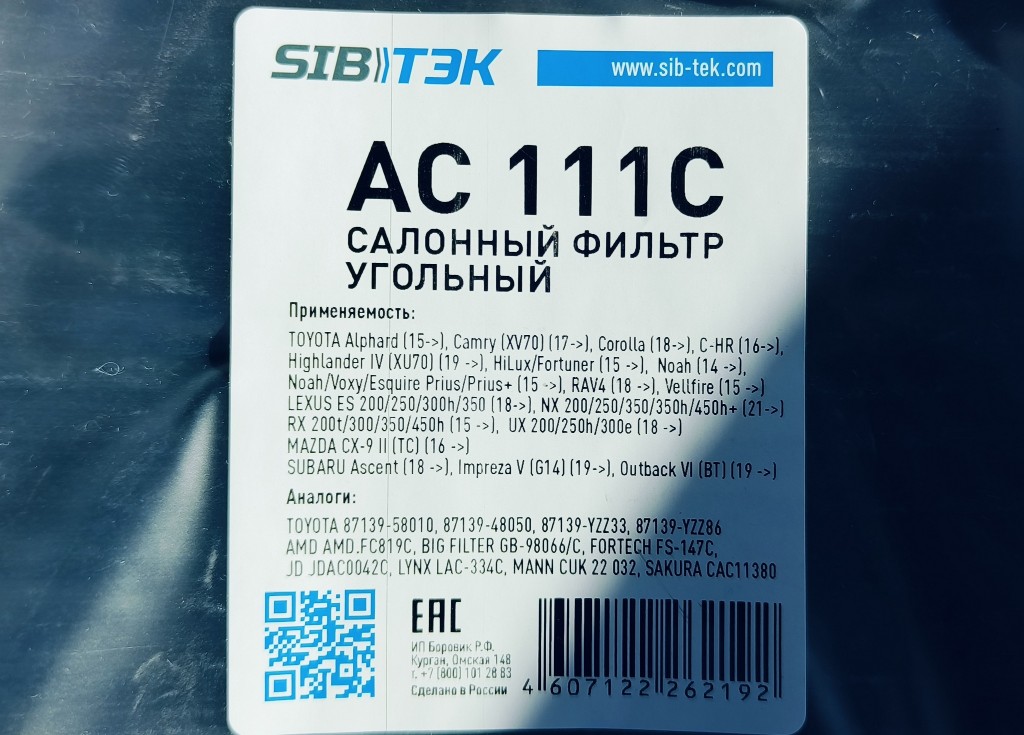 SIB ТЭК
www.sib-tek.com
AC 111C
САЛОННЫЙ ФИЛЬТР
УГОЛЬНЫЙ
Применяемость:
TOYOTA Alphard (15->), Camry (XV70) (17->), Corolla (18->), C-HR (16->),
Highlander IV (XU70) (19 ->), HiLux/Fortuner (15 ->), Noah (14 ->),
Noah/Voxy/Esquire Prius/Prius+ (15 ->), RAV4 (18 ->), Vellfire (15 ->)
LEXUS ES 200/250/300h/350 (18->), NX 200/250/350/350h/450h+ (21->)
RX 200t/300/350/450h (15 ->), UX 200/250h/300e (18 ->)
MAZDA CX-9 II (TC) (16 ->)
SUBARU Ascent (18 ->), Impreza V (G14) (19->), Outback VI (BT) (19 ->)
Аналоги:
TOYOTA 87139-58010, 87139-48050, 87139-YZZ33, 87139-YZZ86
AMD AMD.FC819C, BIG FILTER GB-98066/C, FORTECH FS-147C,
JD JDAC0042C, LYNX LAC-334C, MANN CUK 22 032, SAKURA CAC11380
EAC
ИП Боровик Р.Ф.
Курган, Омская 148
т. +7 (800) 101 28 83
Сделано в России
4 607122 262192